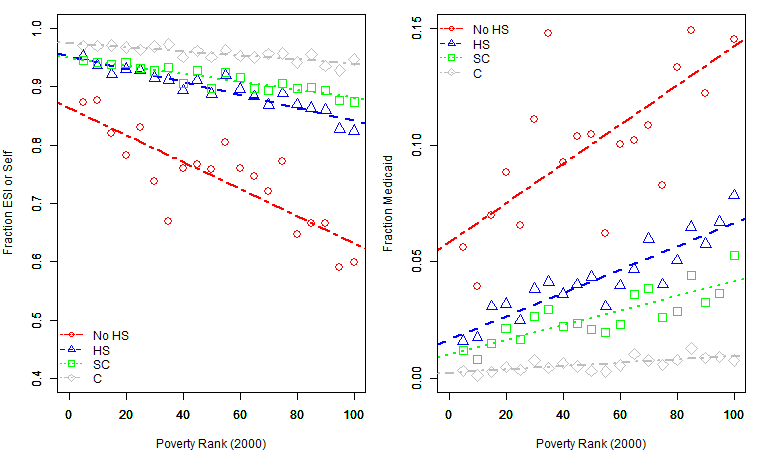 Fraction ESI or Self
1.0
0.9
0.8
0.7
0.6
0.5
0.4
No HS
HS
SC
C
0 20 40 60 80 100
Poverty Rank (2000)
Fraction Medicaid
0.15
0.10
0.05
0.00
No HS
HS
SC
C
0 20 40 60 80 100
Poverty Rank (2000)